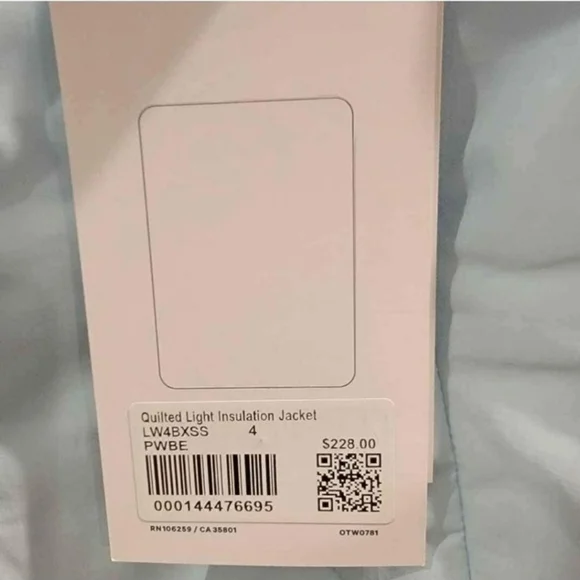 Quilted Light Insulation Jacket
LW4BXSS 4
PWBE $228.00
000144476695
RN106259 / CA35801 OTW0781